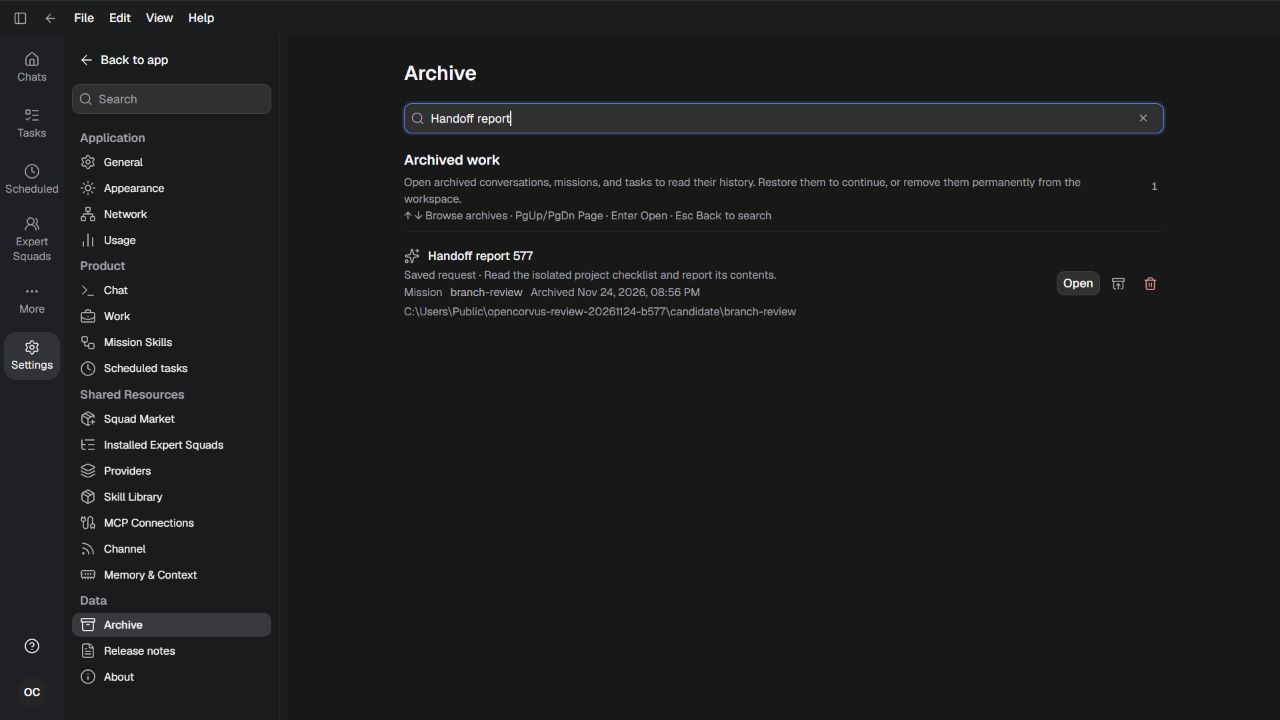 File Edit View Help
Chats
Tasks
Scheduled
Expert
Squads
More
Settings
OC
Back to app
Search
Application
General
Appearance
Network
Usage
Product
Chat
Work
Mission Skills
Scheduled tasks
Shared Resources
Squad Market
Installed Expert Squads
Providers
Skill Library
MCP Connections
Channel
Memory & Context
Data
Archive
Release notes
About
Archive
Handoff report
Archived work
Open archived conversations, missions, and tasks to read their history. Restore them to continue, or remove them permanently from the
workspace.
1
↑↓ Browse archives · PgUp/PgDn Page · Enter Open · Esc Back to search
Handoff report 577
Saved request · Read the isolated project checklist and report its contents.
Mission branch-review Archived Nov 24, 2026, 08:56 PM
C:\Users\Public\opencorvus-review-20261124-b577\candidate\branch-review
Open